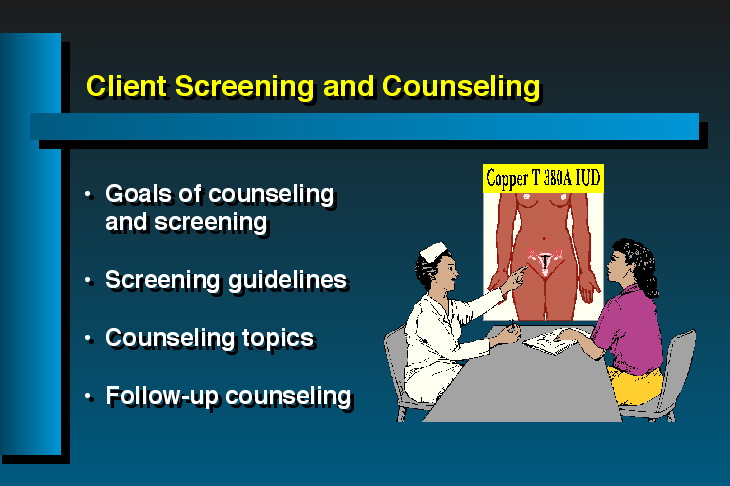 Client Screening and Counseling
Copper T 380A IUD
• Goals of counseling
and screening
• Screening guidelines
• Counseling topics
• Follow-up counseling